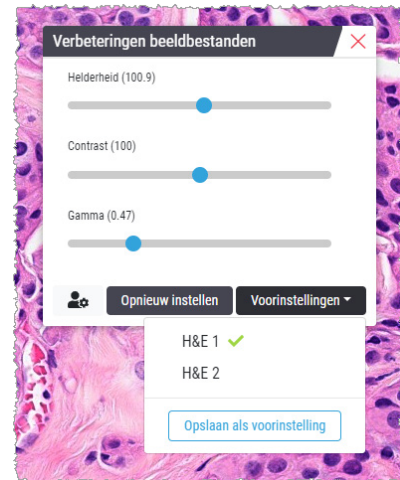 Verbeteringen beeldbestanden
Helderheid (100.9)
Contrast (100)
Gamma (0.47)
Opnieuw instellen Voorinstellingen
H&E 1
H&E 2
Opslaan als voorinstelling